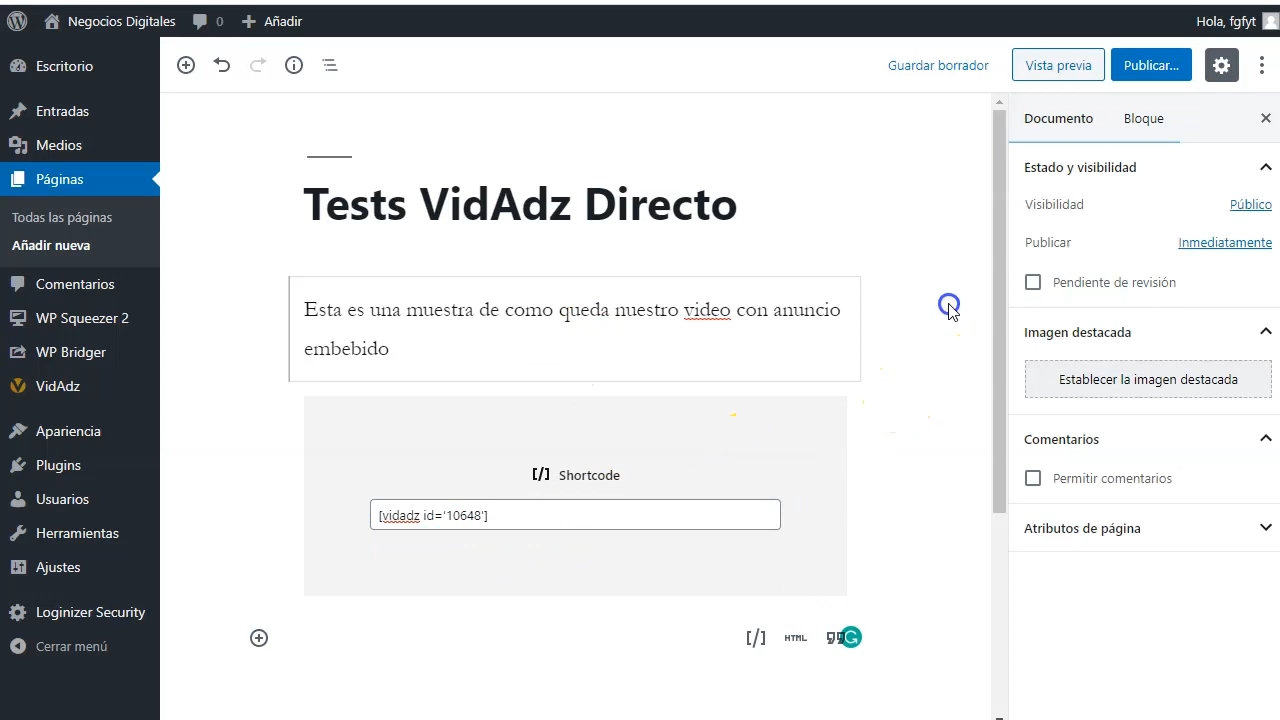 Negocios Digitales 0 Añadir Hola, fgfyt
Escritorio
Entradas
Medios
Páginas
Todas las páginas
Añadir nueva
Comentarios
WP Squeezer 2
WP Bridger
VidAdz
Apariencia
Plugins
Usuarios
Herramientas
Ajustes
Loginizer Security
Cerrar menú
Guardar borrador Vista previa Publicar...
Tests VidAdz Directo
Esta es una muestra de como queda nuestro video con anuncio
embebido
[/] Shortcode
[vidadz id='10648']
[/] HTML
Documento Bloque
Estado y visibilidad
Visibilidad Público
Publicar Inmediatamente
Pendiente de revisión
Imagen destacada
Establecer la imagen destacada
Comentarios
Permitir comentarios
Atributos de página